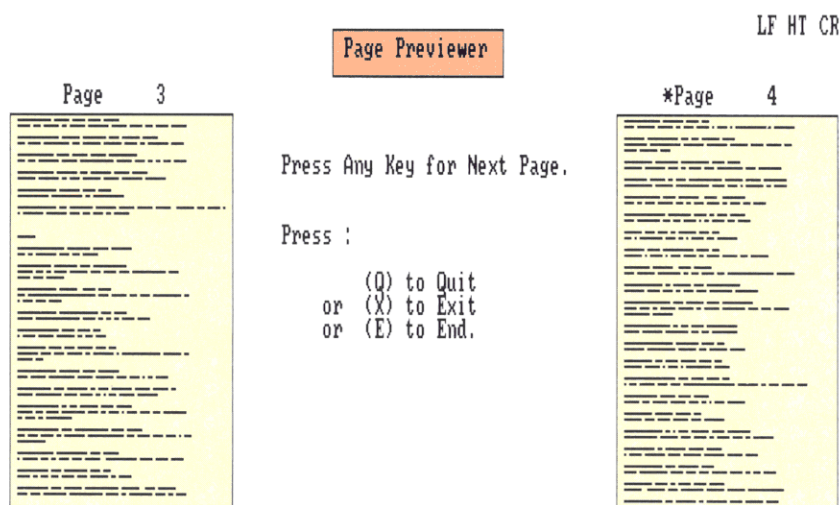 LF HT CR
Page Previewer
Page 3
*Page 4
Press Any Key for Next Page.
Press :
(Q) to Quit
or (X) to Exit
or (E) to End.